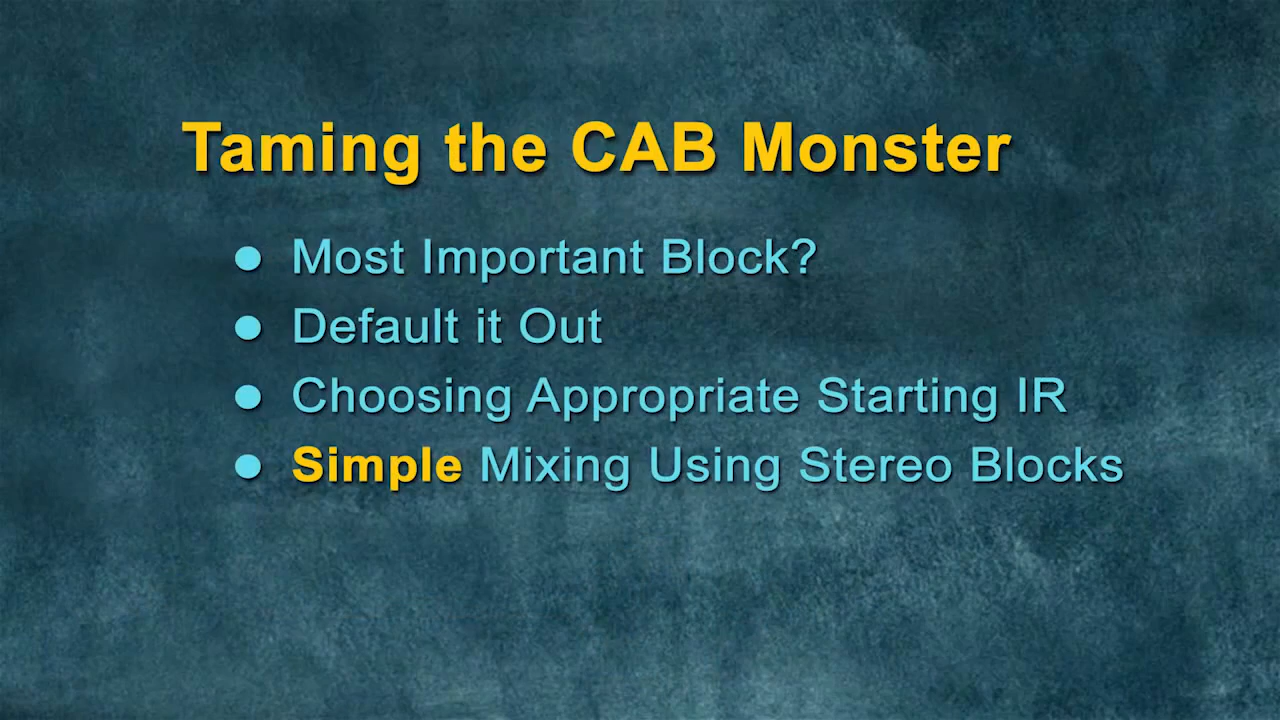 Taming the CAB Monster
● Most Important Block?
● Default it Out
● Choosing Appropriate Starting IR
● Simple Mixing Using Stereo Blocks